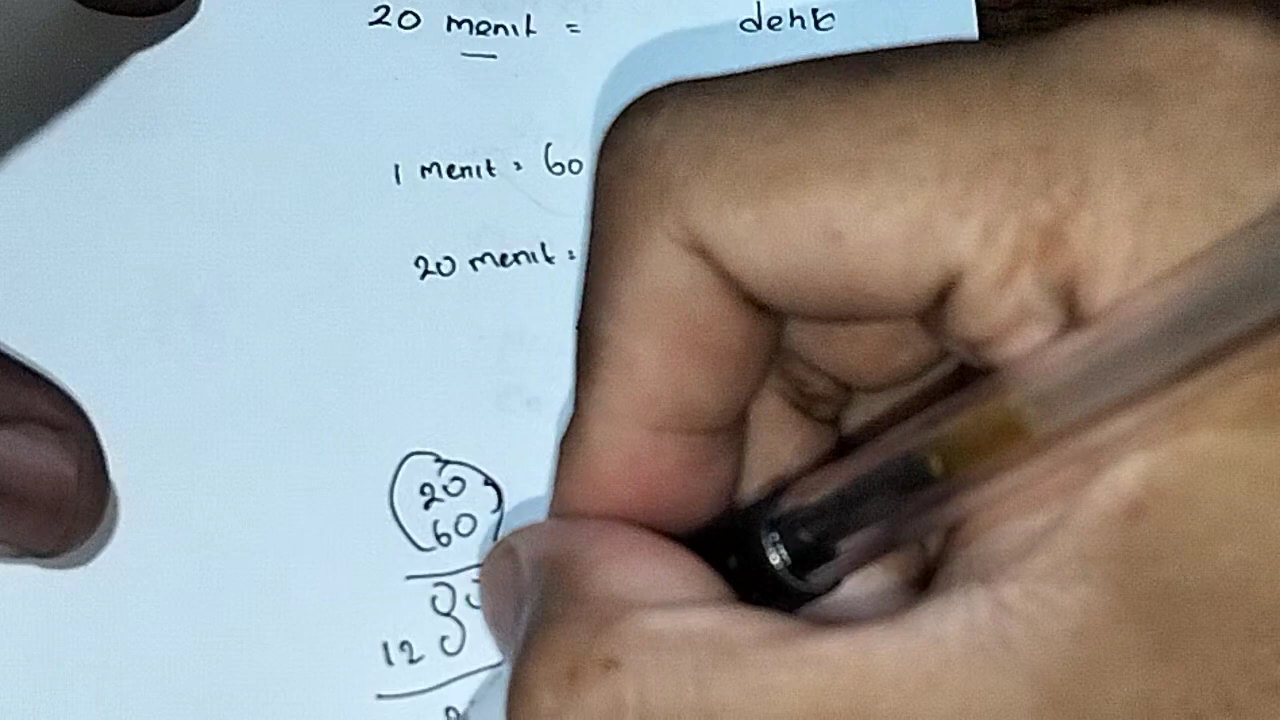 20 menit = detik
1 menit = 60
20 menit =
20
60
12